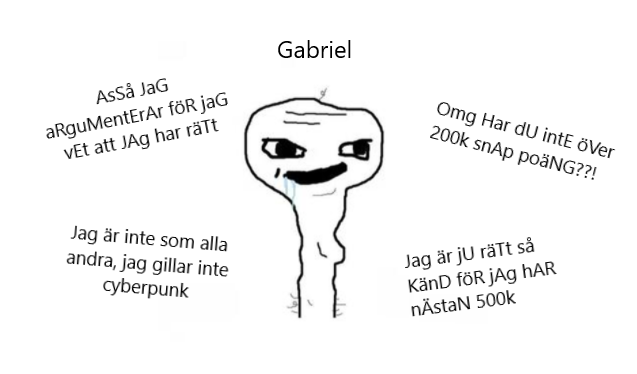 Gabriel
AsSå JaG
aRguMentErAr föR jaG
vEt att JAg har räTt
Omg Har dU intE öVer
200k snAp poäNG??!
Jag är inte som alla
andra, jag gillar inte
cyberpunk
Jag är jU räTt så
KänD föR jAg hAR
nÄstaN 500k